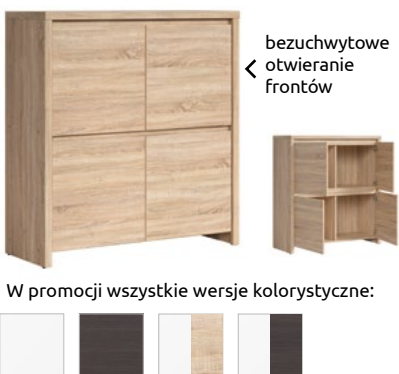 bezuchwytowe
otwieranie
frontów
W promocji wszystkie wersje kolorystyczne: